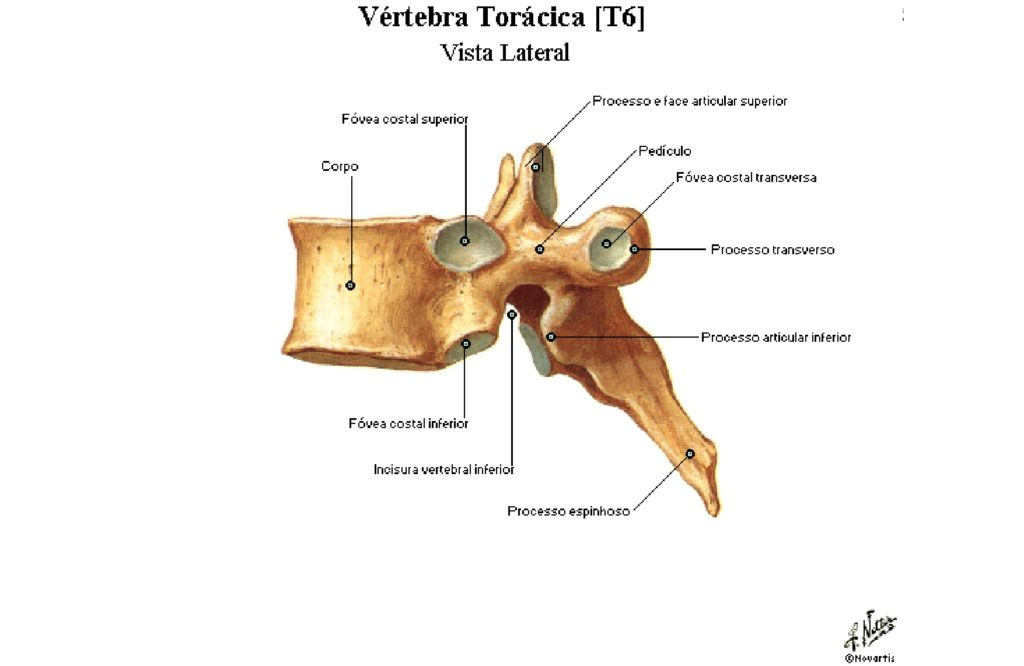 Vértebra Torácica [T6]
Vista Lateral
Processo e face articular superior
Fóvea costal superior
Pedículo
Corpo
Fóvea costal transversa
Processo transverso
Processo articular inferior
Fóvea costal inferior
Incisura vertebral inferior
Processo espinhoso
©Novartis